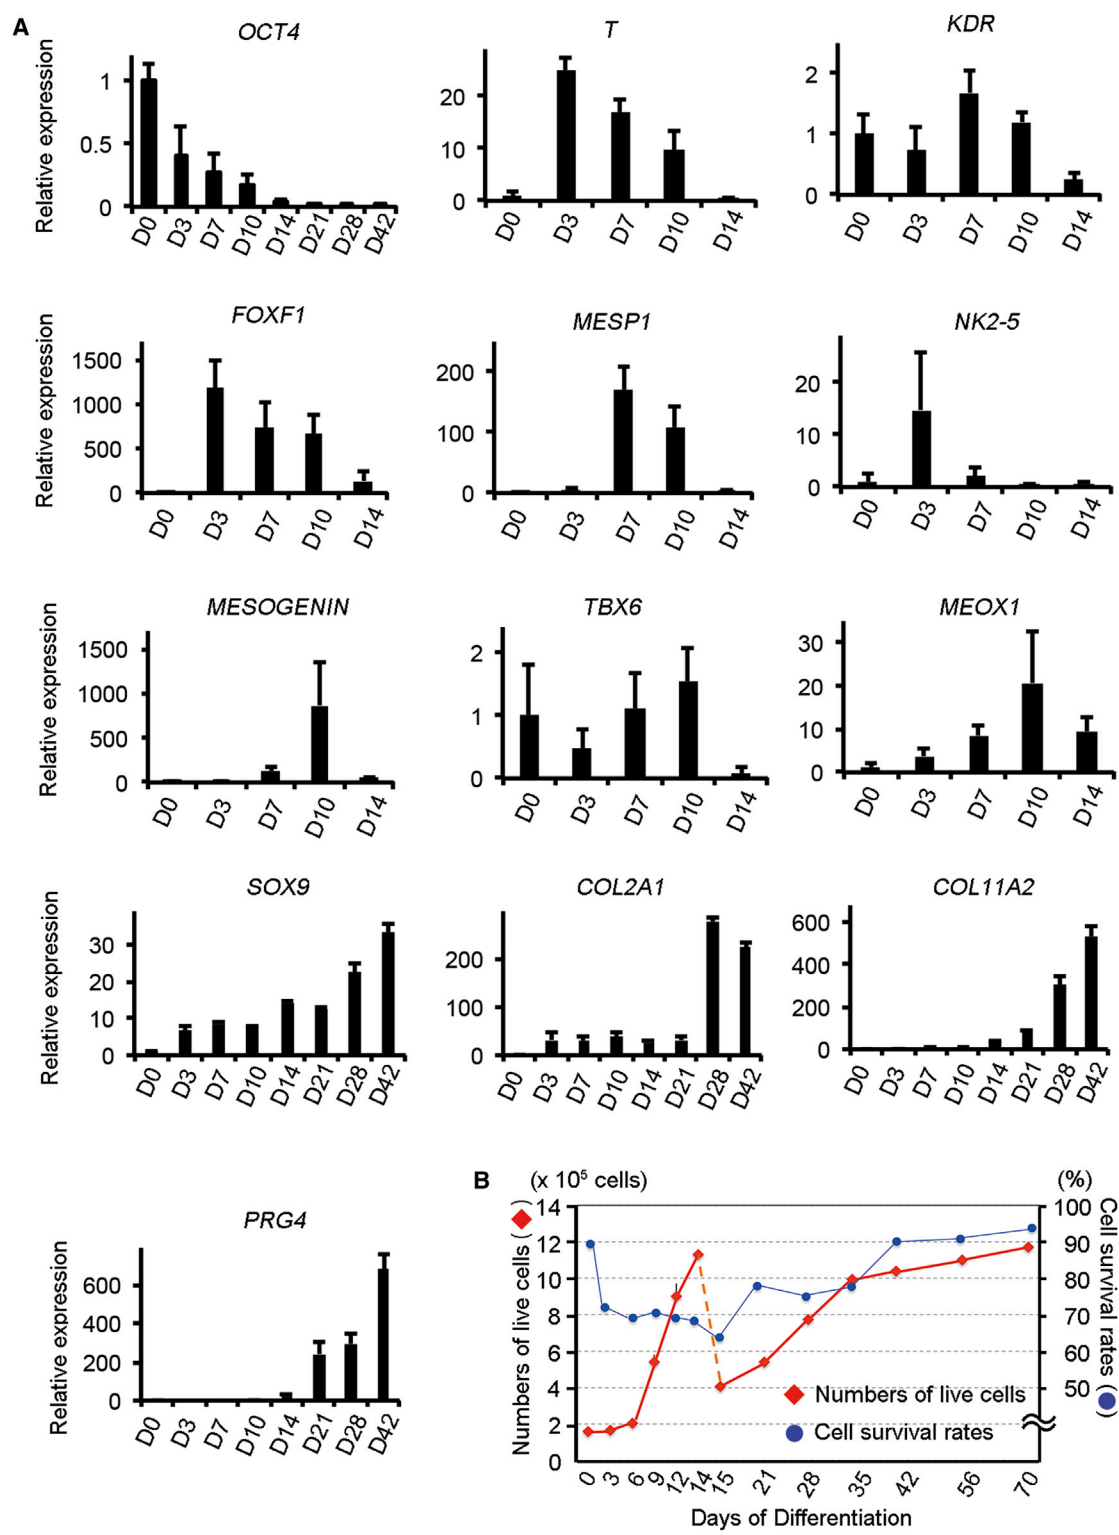 A
OCT4
Relative expression
1
0.5
0
D0 D3 D7 D10 D14 D21 D28 D42
T
20
10
0
D0 D3 D7 D10 D14
KDR
2
1
0
D0 D3 D7 D10 D14
FOXF1
Relative expression
1500
1000
500
0
D0 D3 D7 D10 D14
MESP1
200
100
0
D0 D3 D7 D10 D14
NK2-5
20
10
0
D0 D3 D7 D10 D14
MESOGENIN
Relative expression
1500
1000
500
0
D0 D3 D7 D10 D14
TBX6
2
1
0
D0 D3 D7 D10 D14
MEOX1
30
20
10
0
D0 D3 D7 D10 D14
SOX9
Relative expression
30
20
10
0
D0 D3 D7 D10 D14 D21 D28 D42
COL2A1
200
100
0
D0 D3 D7 D10 D14 D21 D28 D42
COL11A2
600
400
200
0
D0 D3 D7 D10 D14 D21 D28 D42
PRG4
Relative expression
600
400
200
0
D0 D3 D7 D10 D14 D21 D28 D42
B
(x 10⁵ cells)
(%)
Numbers of live cells (◆)
14
12
10
8
6
4
2
0
100
90
80
70
60
50
Cell survival rates (●)
Numbers of live cells
Cell survival rates
0 3 6 9 12 14 15 21 28 35 42 56 70
Days of Differentiation